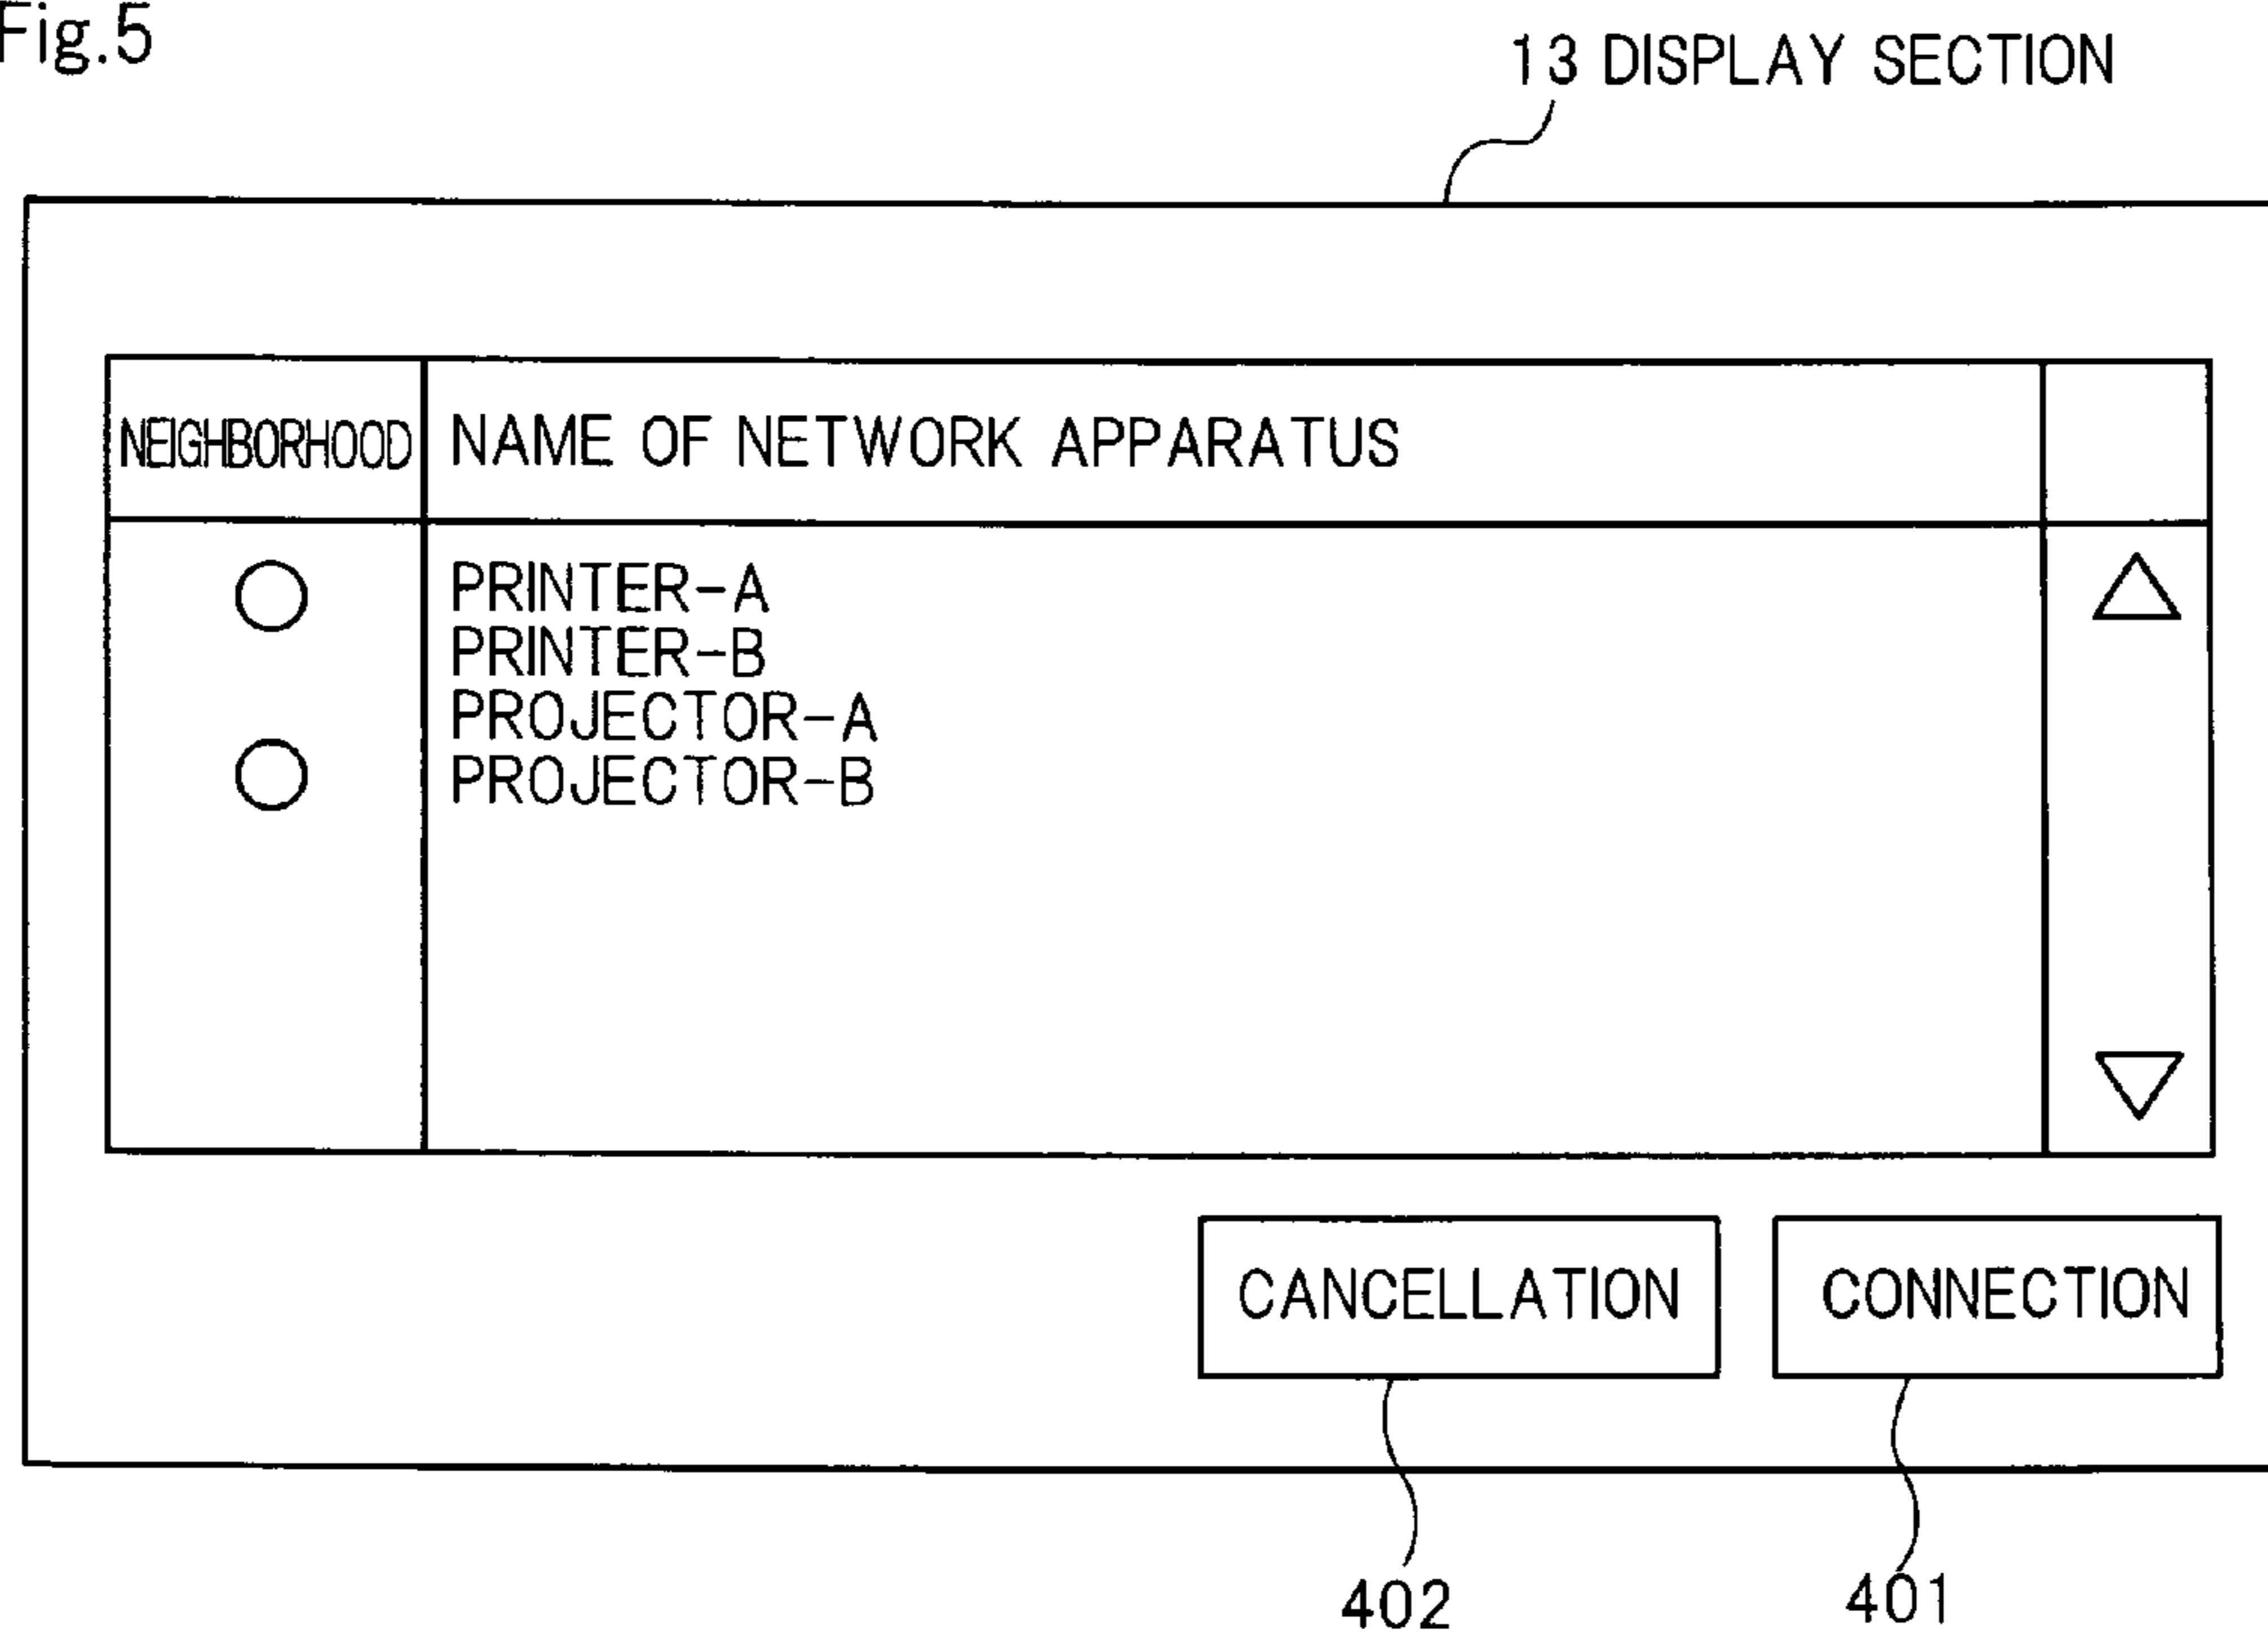 Fig.5
13 DISPLAY SECTION
NEIGHBORHOOD NAME OF NETWORK APPARATUS
PRINTER-A
PRINTER-B
PROJECTOR-A
PROJECTOR-B
CANCELLATION CONNECTION
402 401